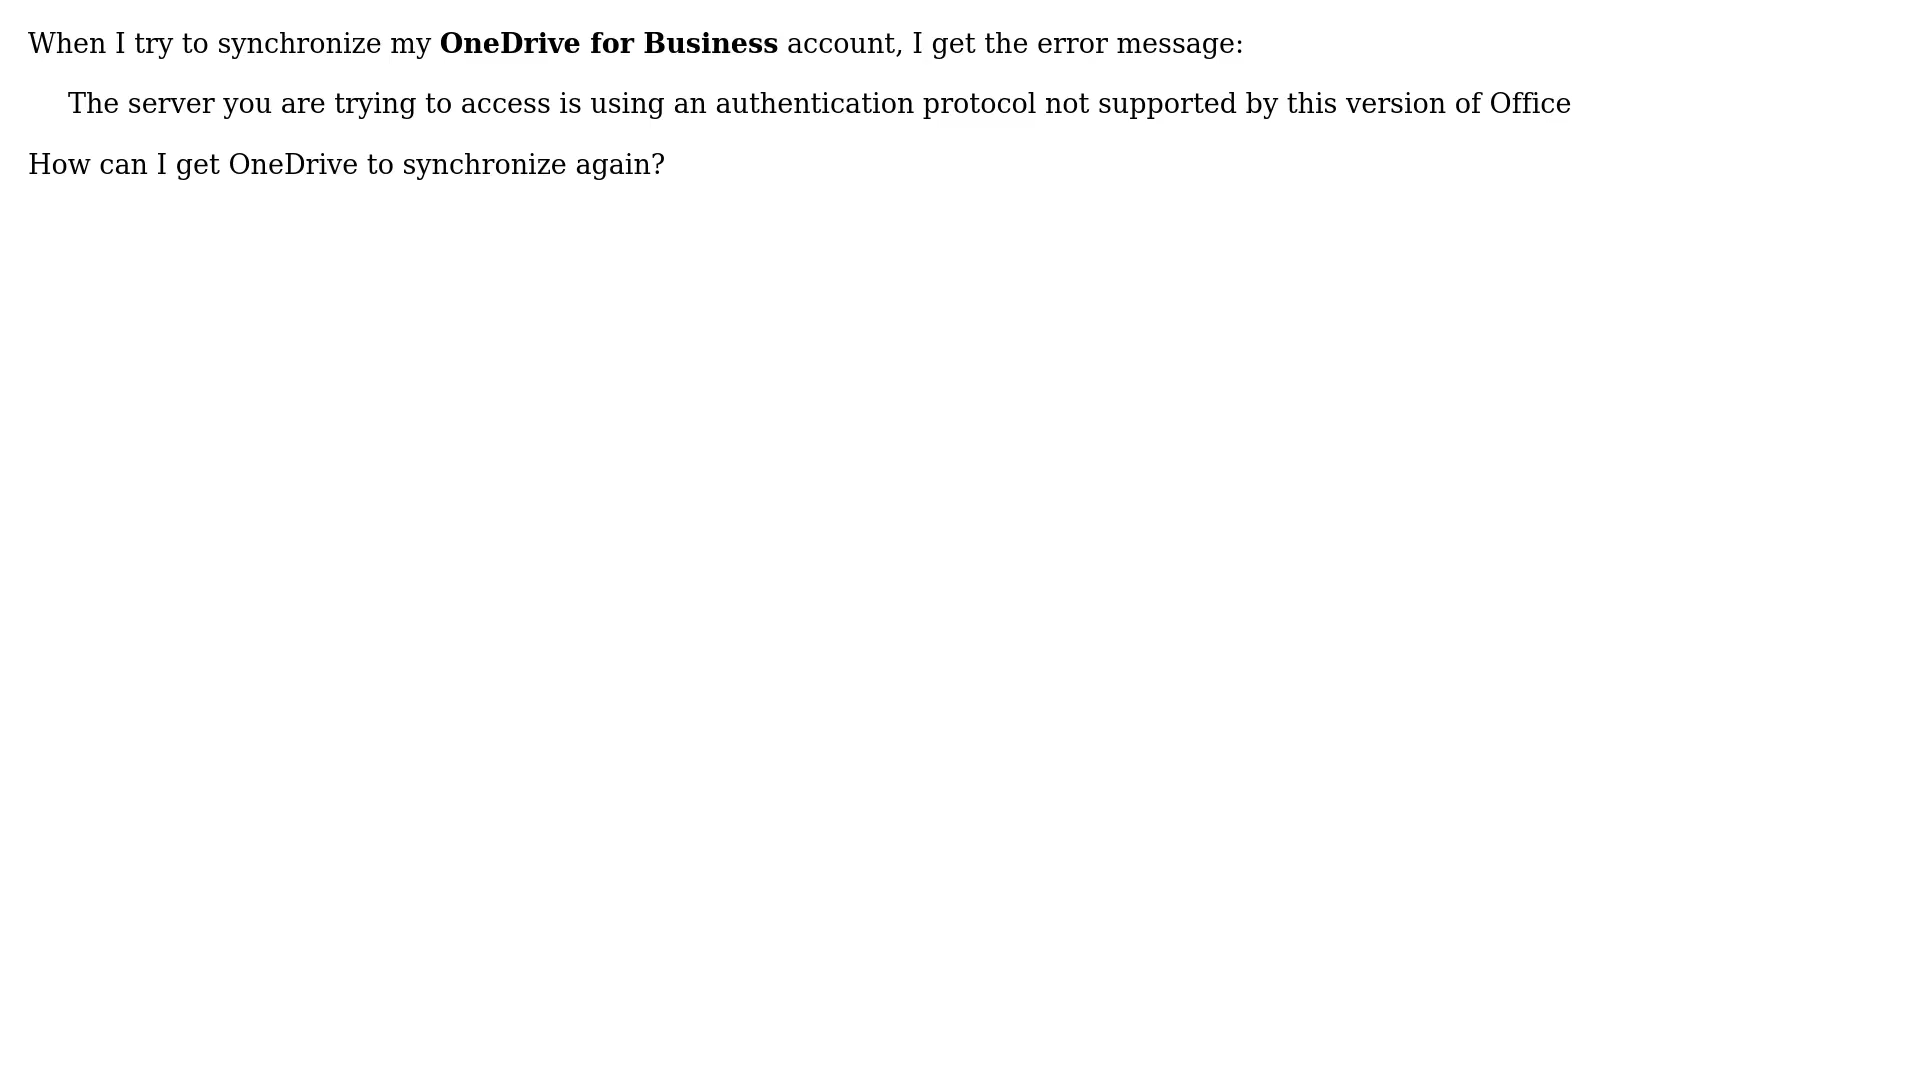 When I try to synchronize my OneDrive for Business account, I get the error message:
The server you are trying to access is using an authentication protocol not supported by this version of Office
How can I get OneDrive to synchronize again?